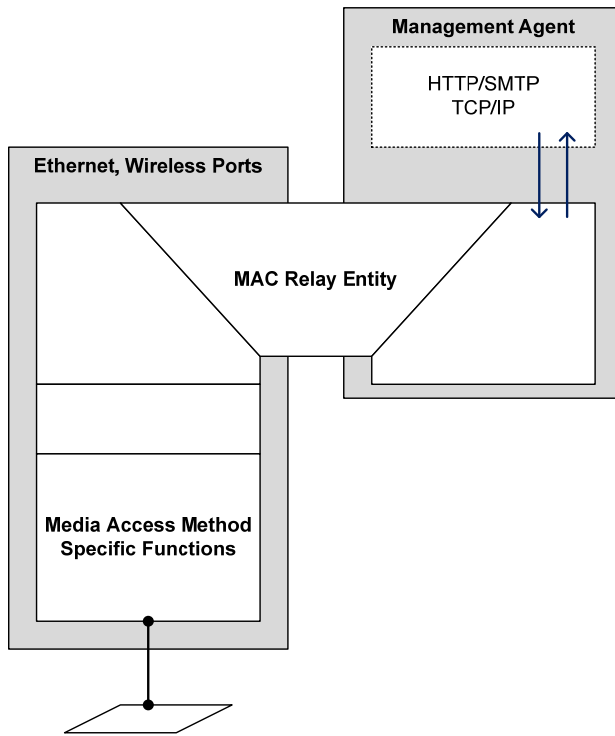 Management Agent
HTTP/SMTP
TCP/IP
Ethernet, Wireless Ports
MAC Relay Entity
Media Access Method
Specific Functions